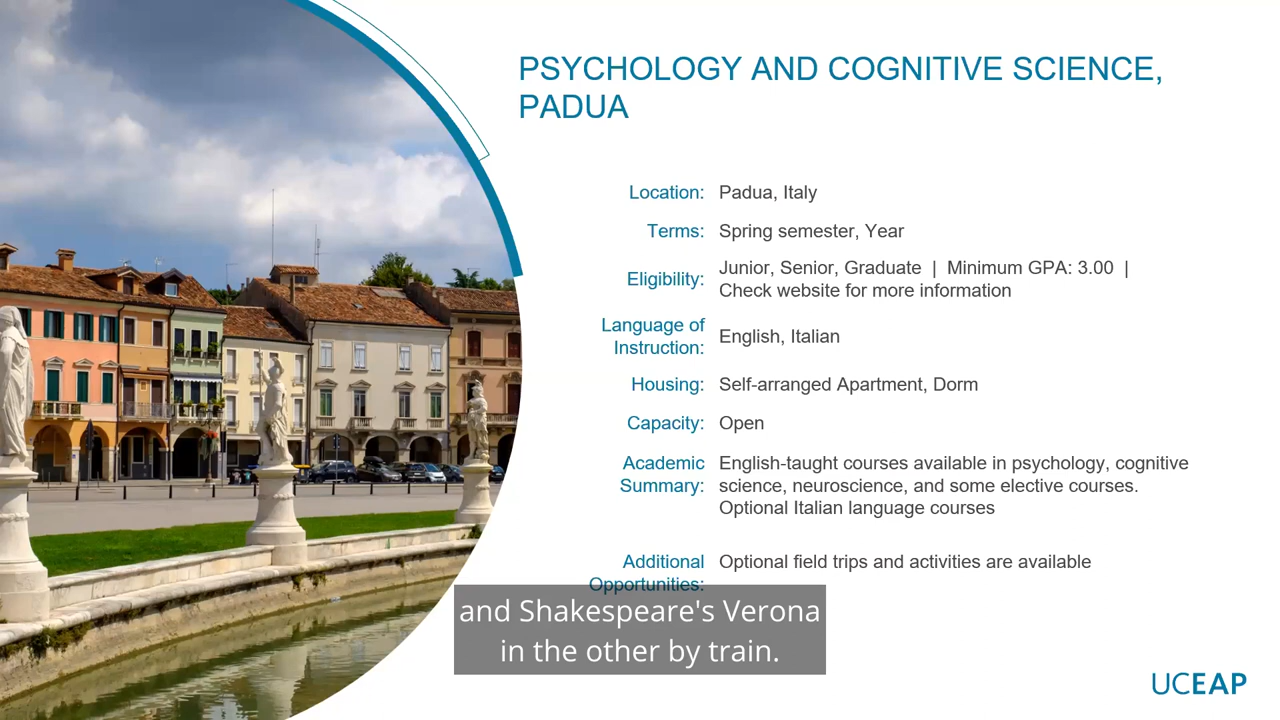 PSYCHOLOGY AND COGNITIVE SCIENCE,
PADUA
Location: Padua, Italy
Terms: Spring semester, Year
Eligibility: Junior, Senior, Graduate | Minimum GPA: 3.00 |
Check website for more information
Language of
Instruction: English, Italian
Housing: Self-arranged Apartment, Dorm
Capacity: Open
Academic English-taught courses available in psychology, cognitive
Summary: science, neuroscience, and some elective courses.
Optional Italian language courses
Additional Optional field trips and activities are available
Opportunities:
and Shakespeare's Verona
in the other by train.
UCEAP